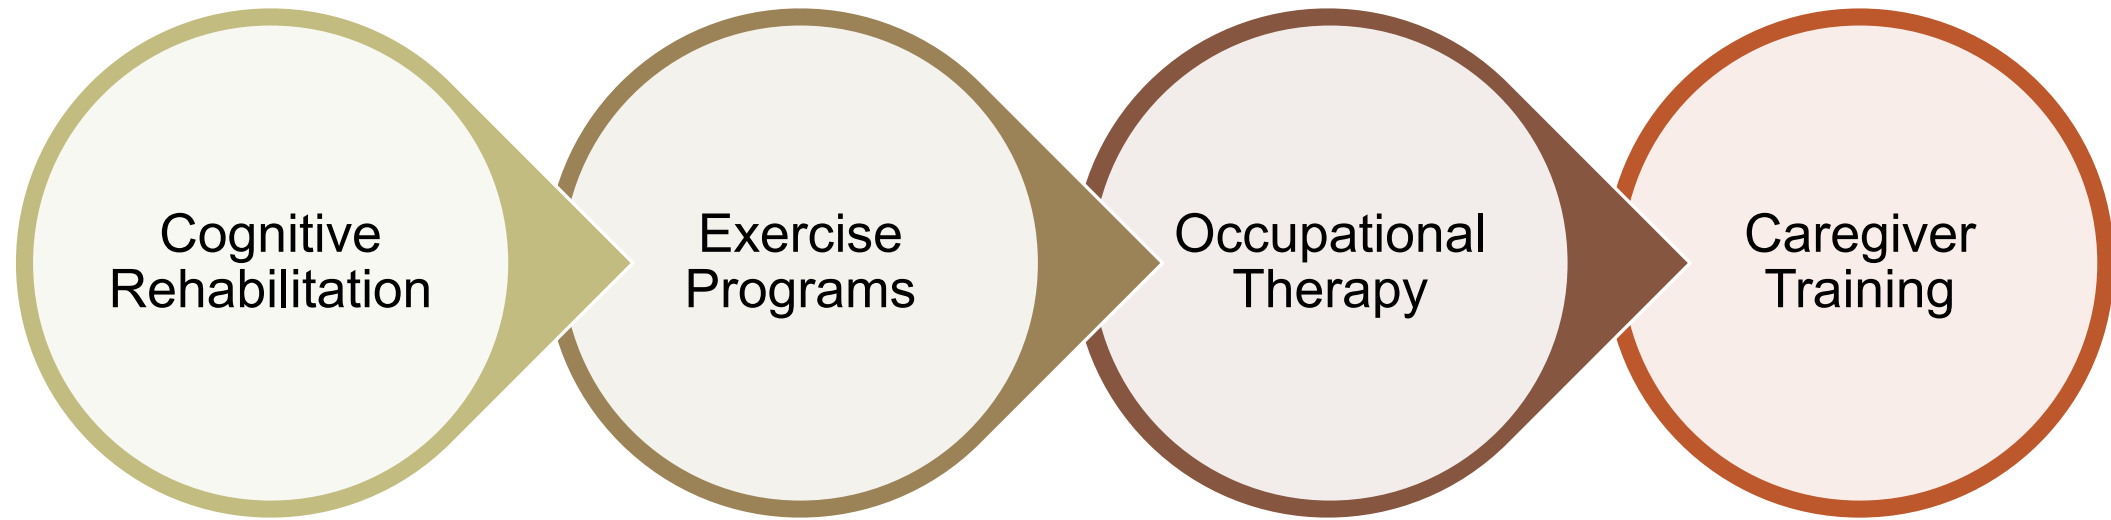 Cognitive
Rehabilitation
Exercise
Programs
Occupational
Therapy
Caregiver
Training